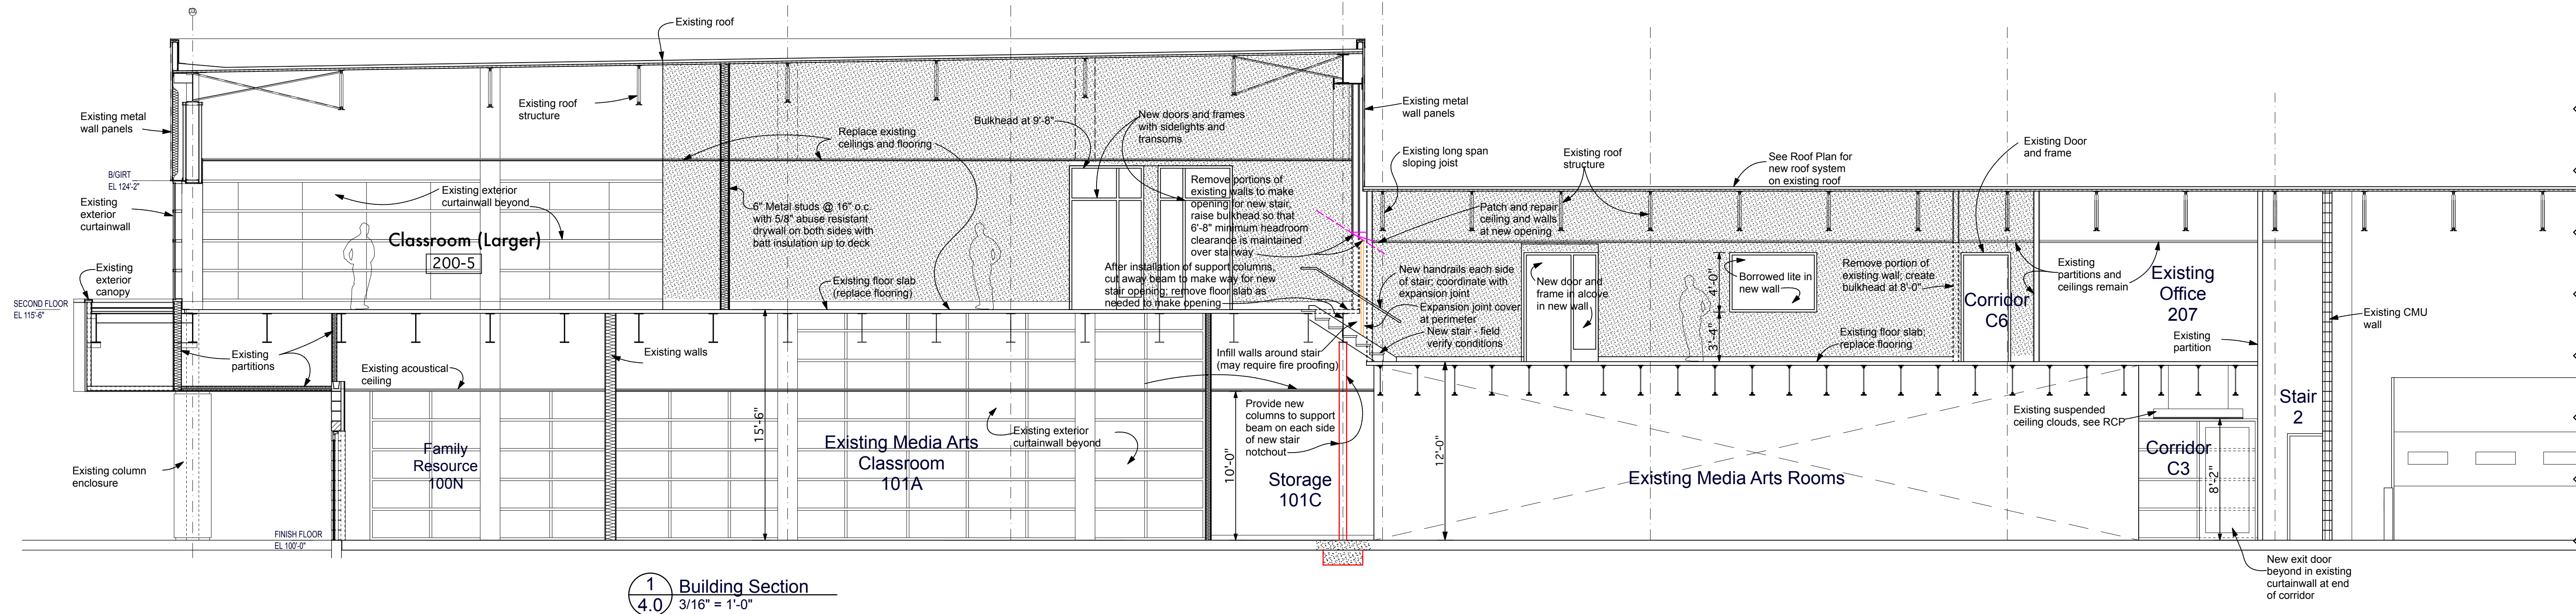 Existing roof
Existing metal
wall panels
Existing roof
structure
Replace existing
ceilings and flooring
Bulkhead at 9'-8"
New doors and frames
with sidelights and
transoms
Existing metal
wall panels
Existing long span
sloping joist
Existing roof
structure
See Roof Plan for
new roof system
on existing roof
Existing Door
and frame
B/GIRT
EL 124'-2"
Existing
exterior
curtainwall
Existing exterior
curtainwall beyond
6" Metal studs @ 16" o.c.
with 5/8" abuse resistant
drywall on both sides with
batt insulation up to deck
Remove portions of
existing walls to make
opening for new stair,
raise bulkhead so that
6'-8" minimum headroom
clearance is maintained
over stairway
Patch and repair
ceiling and walls
at new opening
Classroom (Larger)
200-5
Existing
exterior
canopy
SECOND FLOOR
EL 115'-6"
Existing floor slab
(replace flooring)
After installation of support columns,
cut away beam to make way for new
stair opening; remove floor slab as
needed to make opening
New handrails each side
of stair; coordinate with
expansion joint
Expansion joint cover
at perimeter
New stair - field
verify conditions
New door and
frame in alcove
in new wall
4'-0"
3'-4"
Borrowed lite in
new wall
Remove portion of
existing wall; create
bulkhead at 8'-0"
Existing floor slab;
replace flooring
Corridor
C6
Existing
partitions and
ceilings remain
Existing
Office
207
Existing
partition
Existing CMU
wall
Existing
partitions
Existing acoustical
ceiling
Existing walls
Infill walls around stair
(may require fire proofing)
Provide new
columns to support
beam on each side
of new stair
notchout
Existing exterior
curtainwall beyond
15'-6"
10'-0"
12'-0"
Existing suspended
ceiling clouds, see RCP
Stair
2
Existing column
enclosure
Family
Resource
100N
Existing Media Arts
Classroom
101A
Storage
101C
Existing Media Arts Rooms
Corridor
C3
8'-2"
FINISH FLOOR
EL 100'-0"
New exit door
beyond in existing
curtainwall at end
of corridor
1
4.0
Building Section
3/16" = 1'-0"